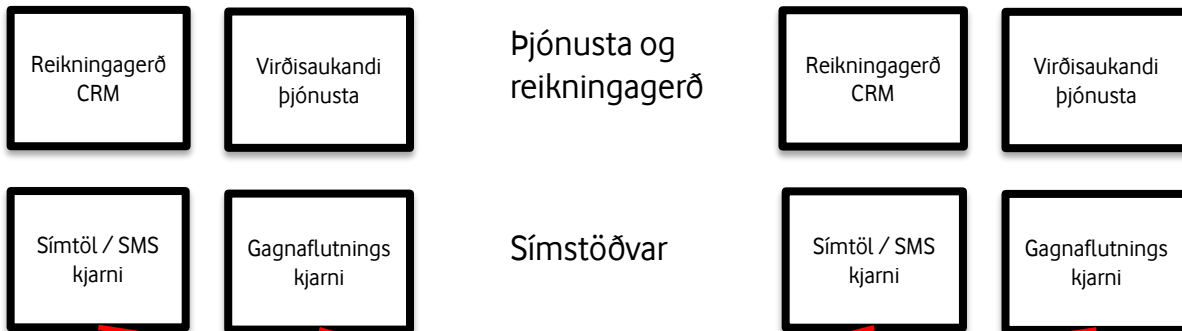 Reikningagerð
CRM
Virðisaukandi
þjónusta
Þjónusta og
reikningagerð
Reikningagerð
CRM
Virðisaukandi
þjónusta
Símtöl / SMS
kjarni
Gagnaflutnings
kjarni
Símstöðvar
Símtöl / SMS
kjarni
Gagnaflutnings
kjarni